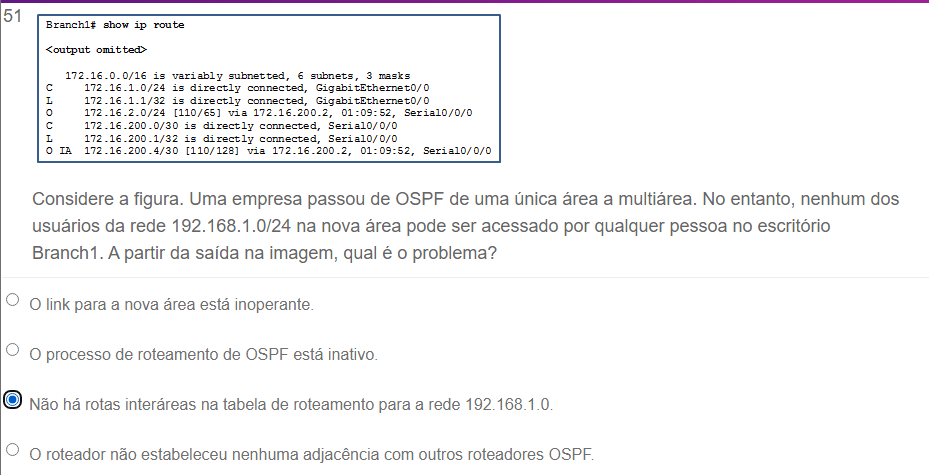 51
Branch1# show ip route
<output omitted>
172.16.0.0/16 is variably subnetted, 6 subnets, 3 masks
C 172.16.1.0/24 is directly connected, GigabitEthernet0/0
L 172.16.1.1/32 is directly connected, GigabitEthernet0/0
O 172.16.2.0/24 [110/65] via 172.16.200.2, 01:09:52, Serial0/0/0
C 172.16.200.0/30 is directly connected, Serial0/0/0
L 172.16.200.1/32 is directly connected, Serial0/0/0
O IA 172.16.200.4/30 [110/128] via 172.16.200.2, 01:09:52, Serial0/0/0
Considere a figura. Uma empresa passou de OSPF de uma única área a multiárea. No entanto, nenhum dos
usuários da rede 192.168.1.0/24 na nova área pode ser acessado por qualquer pessoa no escritório
Branch1. A partir da saída na imagem, qual é o problema?
O link para a nova área está inoperante.
O processo de roteamento de OSPF está inativo.
Não há rotas interáreas na tabela de roteamento para a rede 192.168.1.0.
O roteador não estabeleceu nenhuma adjacência com outros roteadores OSPF.